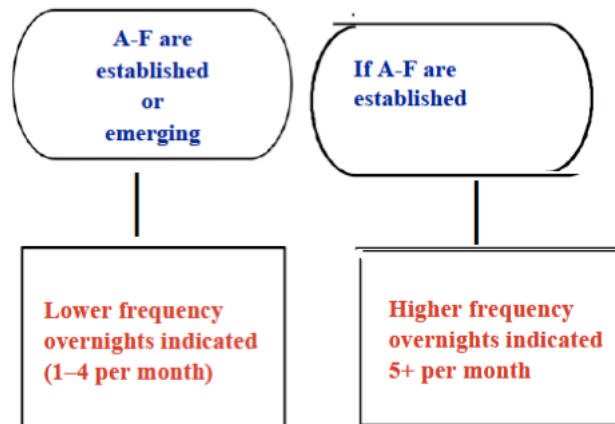 A-F are
established
or
emerging
If A-F are
established
Lower frequency
overnights indicated
(1–4 per month)
Higher frequency
overnights indicated
5+ per month